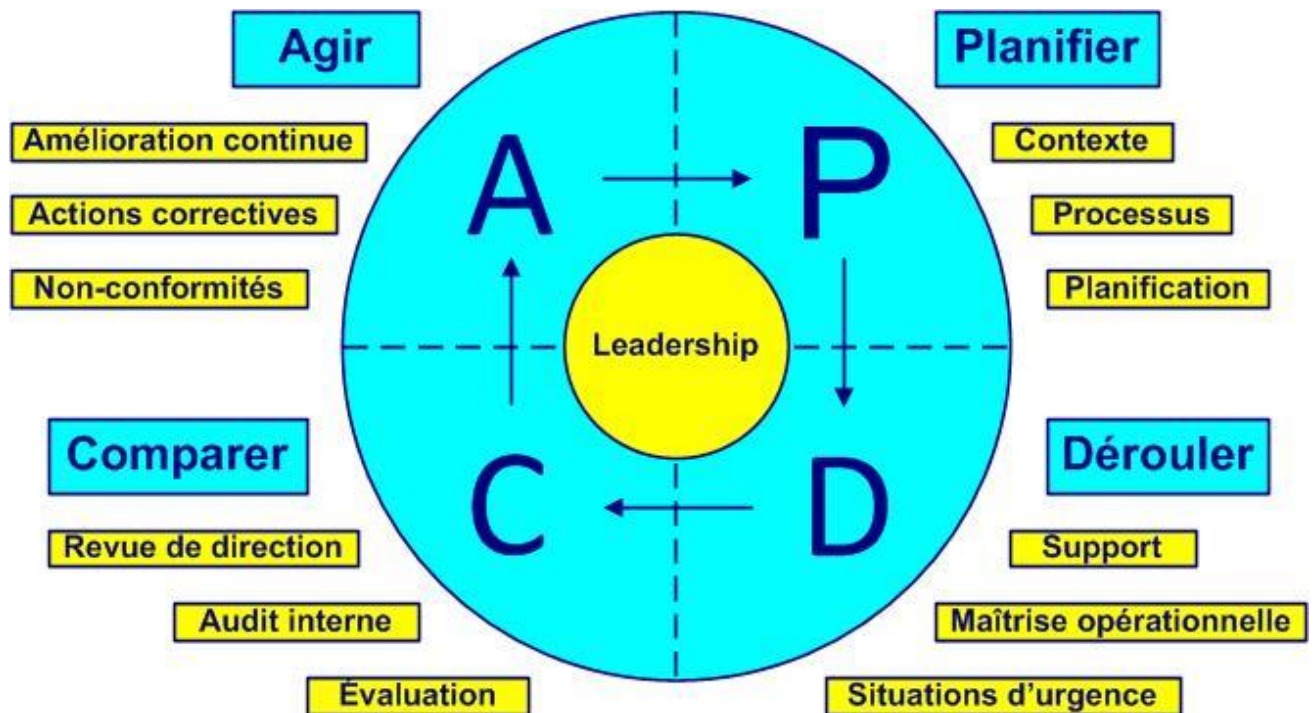 Agir
Planifier
Amélioration continue
Contexte
A
P
Actions correctives
Processus
Non-conformités
Planification
Leadership
Comparer
Dérouler
C
D
Revue de direction
Support
Audit interne
Maîtrise opérationnelle
Évaluation
Situations d'urgence